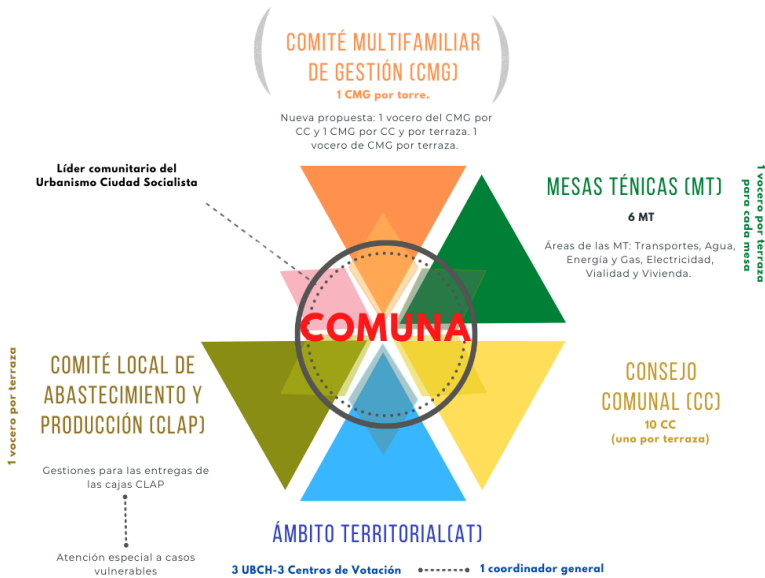 COMITÉ MULTIFAMILIAR
DE GESTIÓN (CMG)
1 CMG por torre.
Nueva propuesta: 1 vocero del CMG por
CC y 1 CMG por CC y por terraza. 1
vocero de CMG por terraza.
Líder comunitario del
Urbanismo Ciudad Socialista
MESAS TÉNICAS (MT)
6 MT
Áreas de las MT: Transportes, Agua,
Energía y Gas, Electricidad,
Vialidad y Vivienda.
1 vocero por terraza
para cada mesa
COMUNA
COMITÉ LOCAL DE
ABASTECIMIENTO Y
PRODUCCIÓN (CLAP)
1 vocero por terraza
Gestiones para las entregas de
las cajas CLAP
Atención especial a casos
vulnerables
CONSEJO
COMUNAL (CC)
10 CC
(uno por terraza)
ÁMBITO TERRITORIAL(AT)
3 UBCH-3 Centros de Votación
1 coordinador general